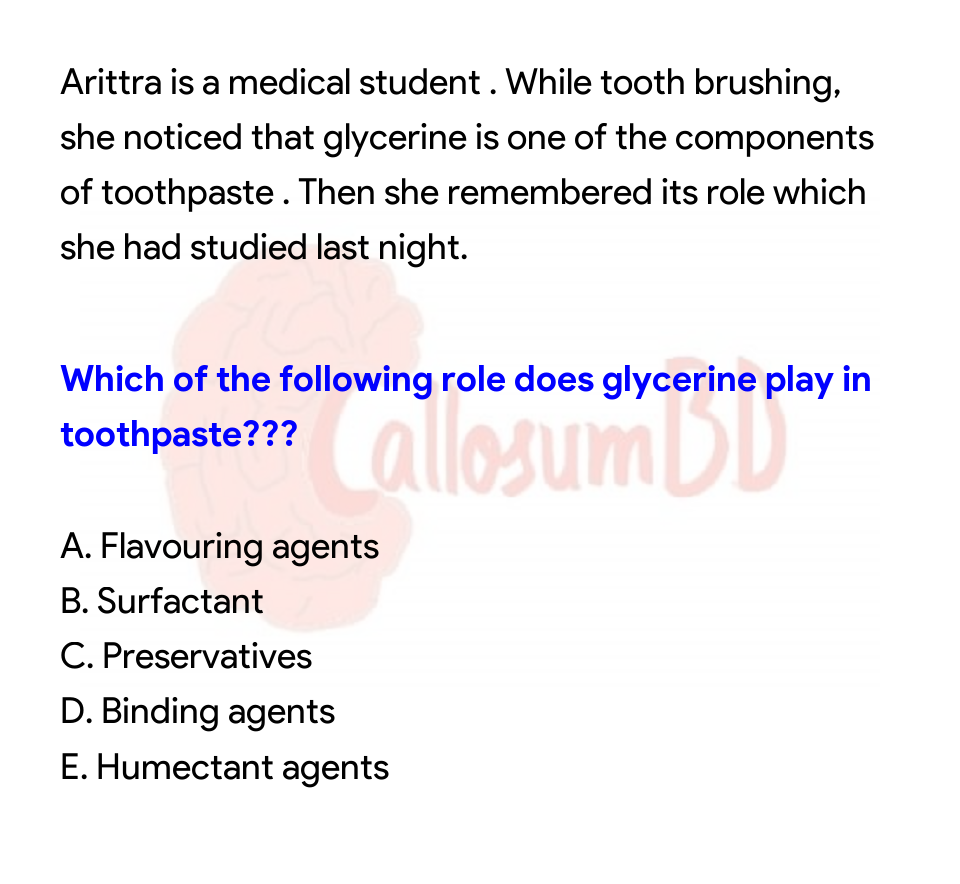 Arittra is a medical student . While tooth brushing,
she noticed that glycerine is one of the components
of toothpaste . Then she remembered its role which
she had studied last night.
Which of the following role does glycerine play in
toothpaste???
CallosumBD
A. Flavouring agents
B. Surfactant
C. Preservatives
D. Binding agents
E. Humectant agents